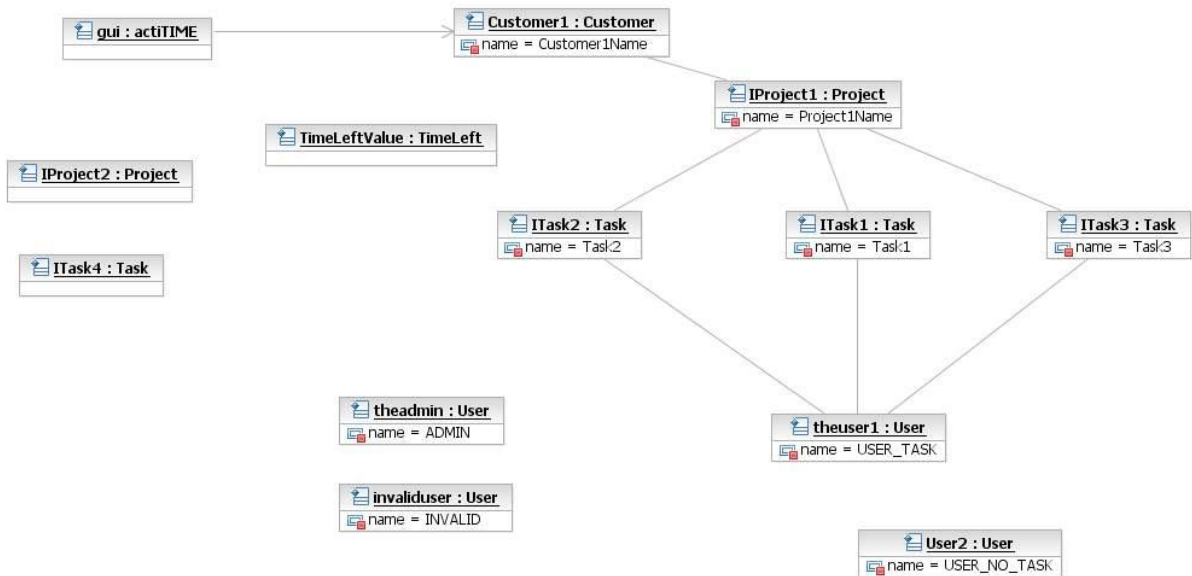 gui : actiTIME
Customer1 : Customer
name = Customer1Name
IProject1 : Project
name = Project1Name
TimeLeftValue : TimeLeft
IProject2 : Project
ITask2 : Task
name = Task2
ITask1 : Task
name = Task1
ITask3 : Task
name = Task3
ITask4 : Task
theadmin : User
name = ADMIN
theuser1 : User
name = USER_TASK
invaliduser : User
name = INVALID
User2 : User
name = USER_NO_TASK